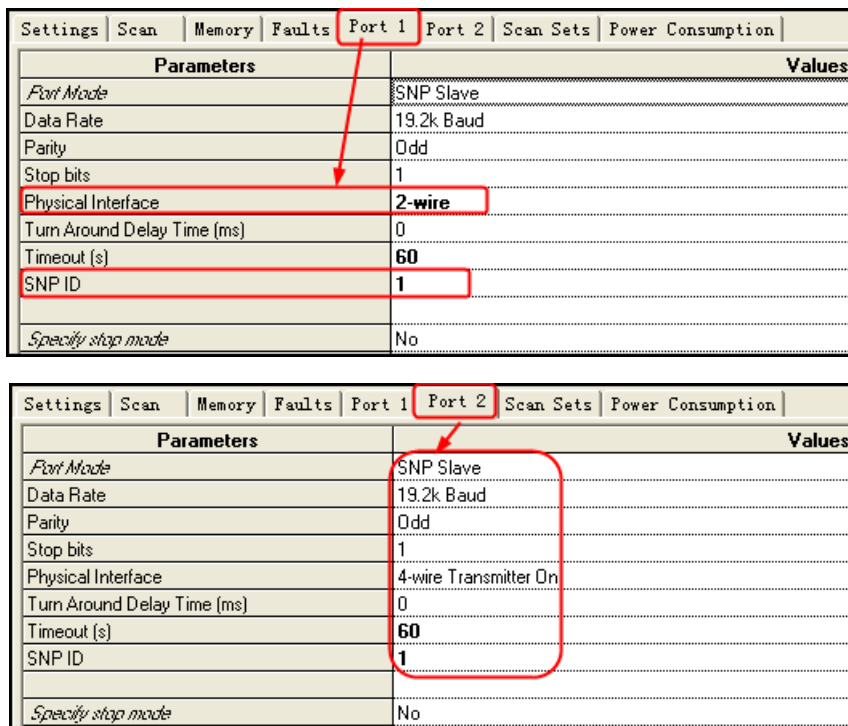 Settings Scan Memory Faults Port 1 Port 2 Scan Sets Power Consumption
Parameters Values
Port Mode SNP Slave
Data Rate 19.2k Baud
Parity Odd
Stop bits 1
Physical Interface 2-wire
Turn Around Delay Time (ms) 0
Timeout (s) 60
SNP ID 1
Specify stop mode No
Settings Scan Memory Faults Port 1 Port 2 Scan Sets Power Consumption
Parameters Values
Port Mode SNP Slave
Data Rate 19.2k Baud
Parity Odd
Stop bits 1
Physical Interface 4-wire Transmitter On
Turn Around Delay Time (ms) 0
Timeout (s) 60
SNP ID 1
Specify stop mode No